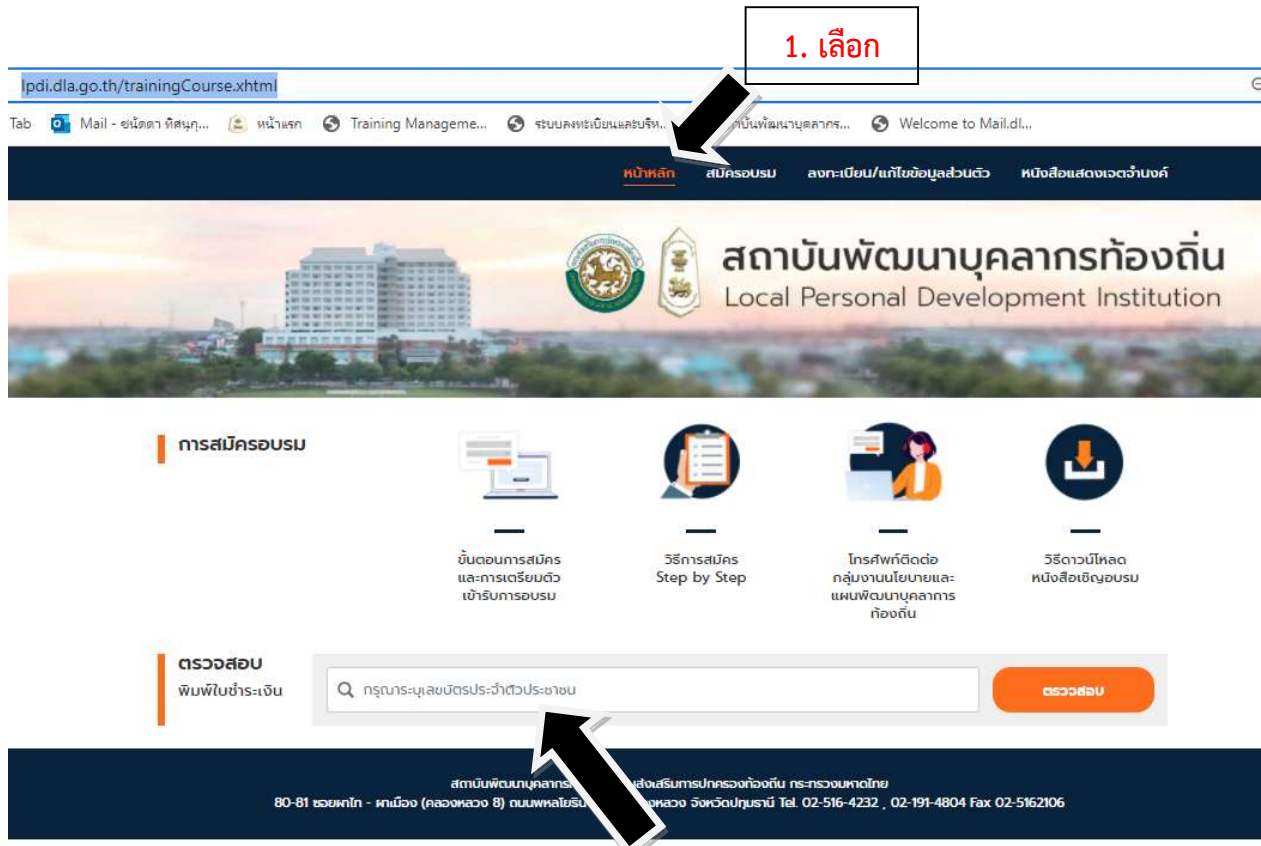 1. เลือก
lpdi.dla.go.th/trainingCourse.xhtml
Tab Mail - ชนัดดา ทิสนุกุ... หน้าแรก Training Manageme... ระบบลงทะเบียนและบริห... Welcome to Mail.dl...
หน้าหลัก สมัครอบรม ลงทะเบียน/แก้ไขข้อมูลส่วนตัว หนังสือแสดงเจตจำนงค์
สถาบันพัฒนาบุคลากรท้องถิ่น
Local Personal Development Institution
การสมัครอบรม
ขั้นตอนการสมัคร
และการเตรียมตัว
เข้ารับการอบรม
วิธีการสมัคร
Step by Step
โทรศัพท์ติดต่อ
กลุ่มงานนโยบายและ
แผนพัฒนาบุคลาการ
ท้องถิ่น
วิธีดาวน์โหลด
หนังสือเชิญอบรม
ตรวจสอบ
พิมพ์ใบชำระเงิน
กรุณาระบุเลขบัตรประจำตัวประชาชน
ตรวจสอบ
สถาบันพัฒนาบุคลากร ส่งเสริมการปกครองท้องถิ่น กระทรวงมหาดไทย
80-81 ซอยผาไท - ผาเมือง (คลองหลวง 8) ถนนพหลโยธิน จังหวัดปทุมธานี Tel. 02-516-4232 , 02-191-4804 Fax 02-5162106